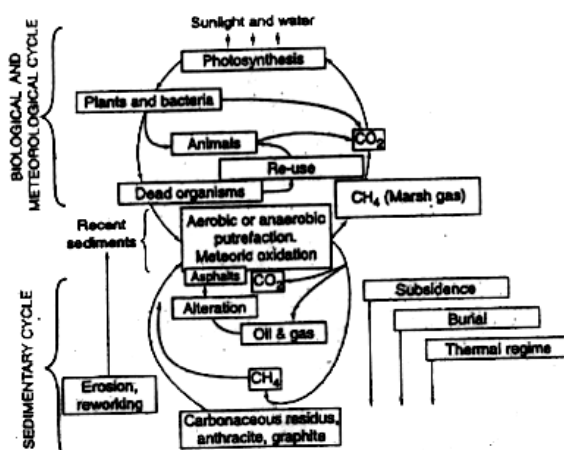 Sunlight and water
Photosynthesis
Plants and bacteria
Animals
CO2
Re-use
Dead organisms
CH4 (Marsh gas)
Aerobic or anaerobic
putrefaction.
Meteoric oxidation
Asphalts
CO2
Alteration
Oil & gas
CH4
Carbonaceous residus,
anthracite, graphite
BIOLOGICAL AND
METEOROLOGICAL CYCLE
Recent
sediments
SEDIMENTARY CYCLE
Erosion,
reworking
Subsidence
Burial
Thermal regime